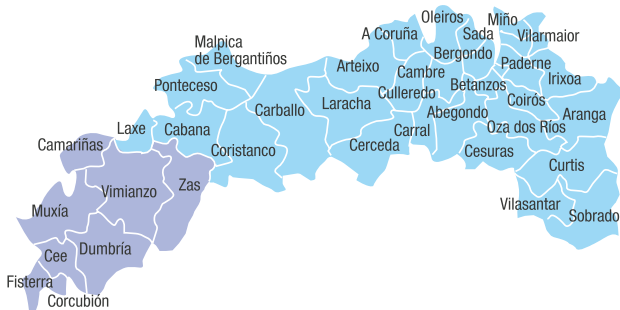 Oleiros
Miño
A Coruña
Sada
Vilarmaior
Malpica
de Bergantiños
Bergondo
Arteixo
Cambre
Paderne
Irixoa
Ponteceso
Culleredo
Betanzos
Coirós
Carballo
Laracha
Abegondo
Aranga
Laxe
Cabana
Carral
Oza dos Ríos
Camariñas
Coristanco
Cerceda
Cesuras
Curtis
Vimianzo
Zas
Muxía
Vilasantar
Sobrado
Dumbría
Cee
Fisterra
Corcubión